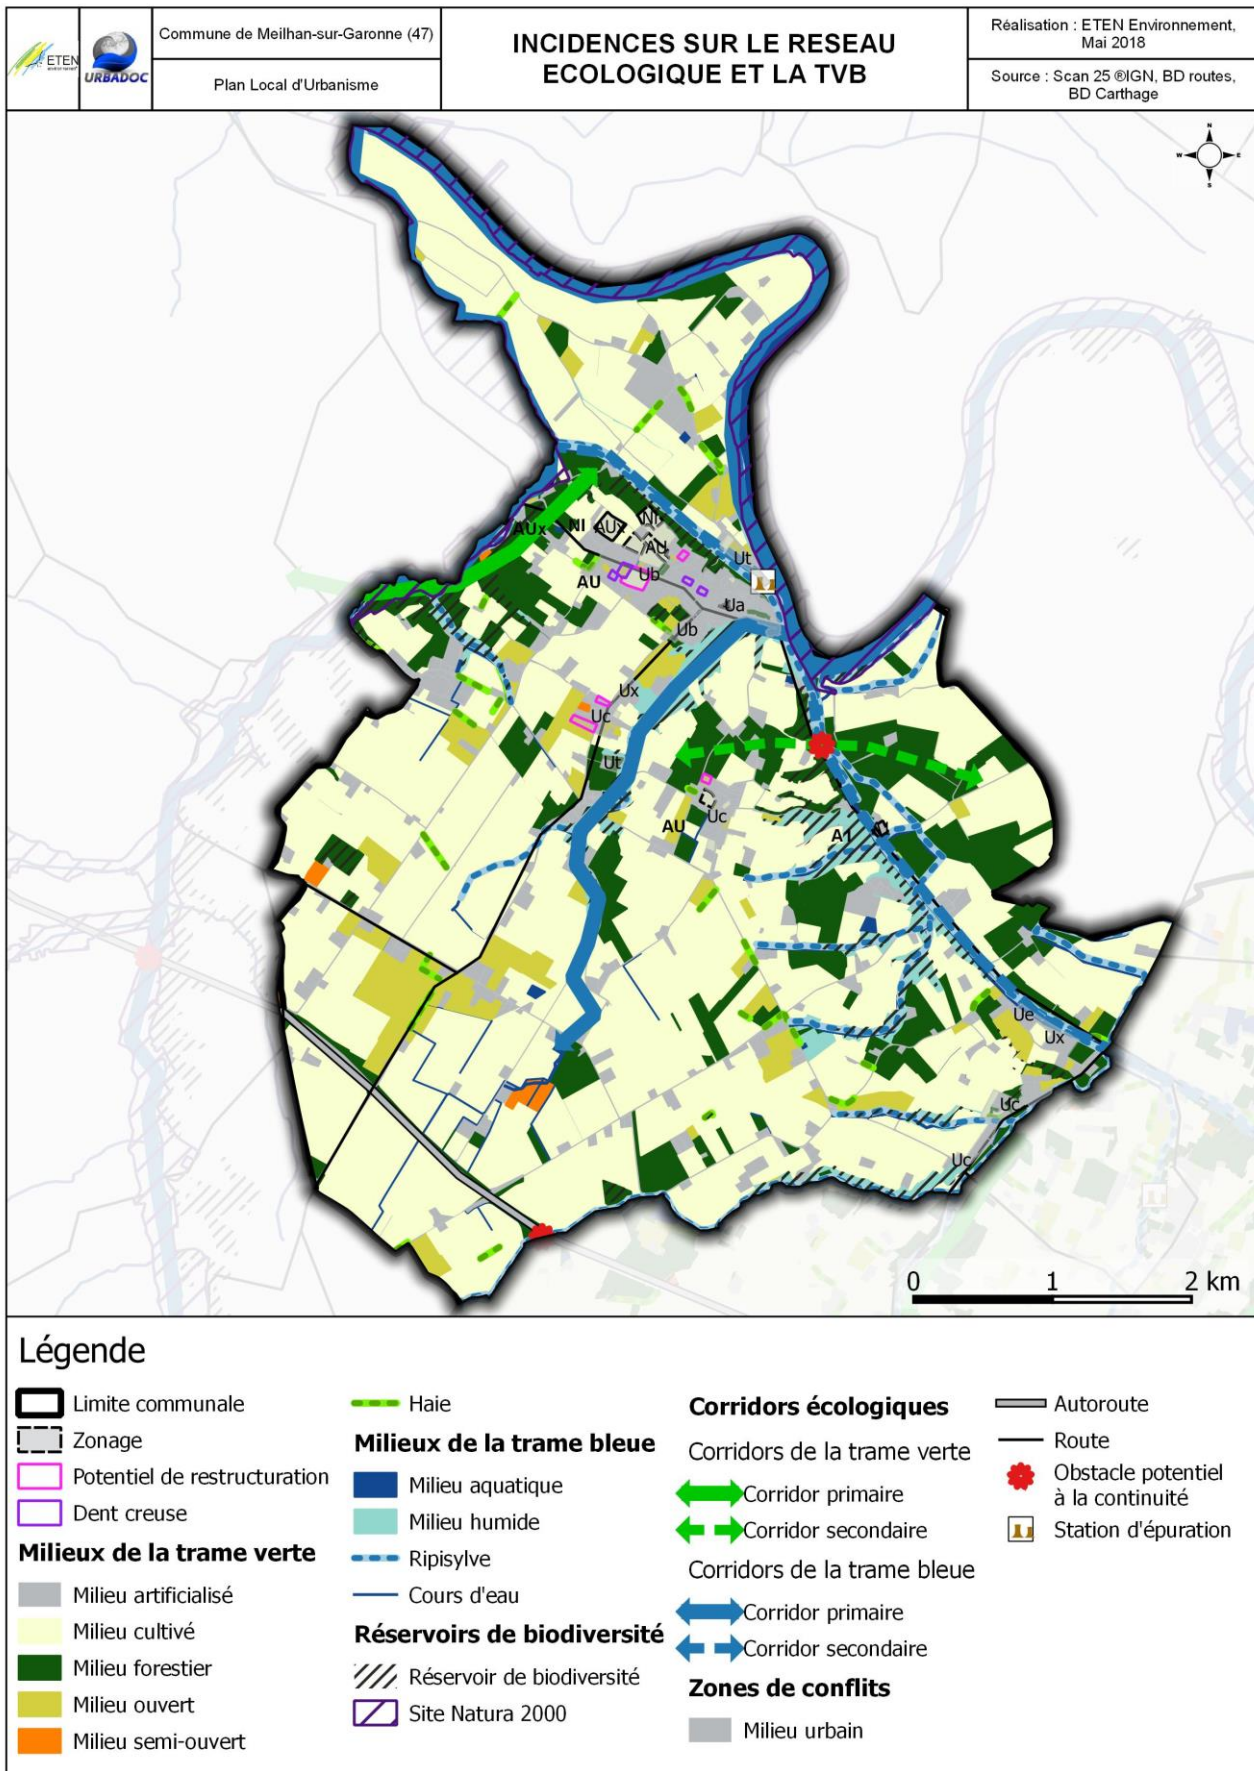 ETEN
URBADOC
Commune de Meilhan-sur-Garonne (47)
Plan Local d'Urbanisme
INCIDENCES SUR LE RESEAU
ECOLOGIQUE ET LA TVB
Réalisation : ETEN Environnement,
Mai 2018
Source : Scan 25 ®IGN, BD routes,
BD Carthage
N
W E
S
AUx
NI
AUx
NI
AU
Ut
AU
Ub
Ua
Ub
Ux
Uc
Ut
AU
Uc
A1
Ue
Ux
Uc
Uc
0 1 2 km
Légende
Limite communale
Zonage
Potentiel de restructuration
Dent creuse
Milieux de la trame verte
Milieu artificialisé
Milieu cultivé
Milieu forestier
Milieu ouvert
Milieu semi-ouvert
Haie
Milieux de la trame bleue
Milieu aquatique
Milieu humide
Ripisylve
Cours d'eau
Réservoirs de biodiversité
Réservoir de biodiversité
Site Natura 2000
Corridors écologiques
Corridors de la trame verte
Corridor primaire
Corridor secondaire
Corridors de la trame bleue
Corridor primaire
Corridor secondaire
Zones de conflits
Milieu urbain
Autoroute
Route
Obstacle potentiel
à la continuité
Station d'épuration